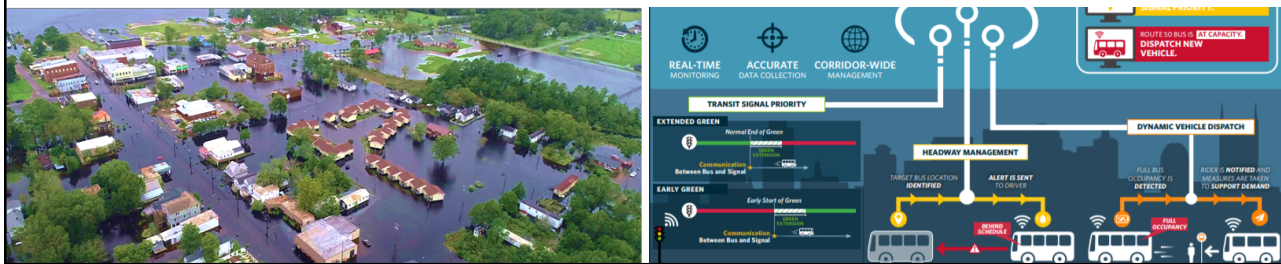 SIGNAL PRIORITY.
ROUTE 50 BUS IS AT CAPACITY.
DISPATCH NEW
VEHICLE.
REAL-TIME
MONITORING
ACCURATE
DATA COLLECTION
CORRIDOR-WIDE
MANAGEMENT
TRANSIT SIGNAL PRIORITY
EXTENDED GREEN
Normal End of Green
GREEN
EXTENSION
Communication
Between Bus and Signal
EARLY GREEN
Early Start of Green
GREEN
EXTENSION
Communication
Between Bus and Signal
HEADWAY MANAGEMENT
TARGET BUS LOCATION
IDENTIFIED
ALERT IS SENT
TO DRIVER
BEHIND
SCHEDULE
DYNAMIC VEHICLE DISPATCH
FULL BUS
OCCUPANCY IS
DETECTED
RIDER IS NOTIFIED AND
MEASURES ARE TAKEN
TO SUPPORT DEMAND
FULL
OCCUPANCY